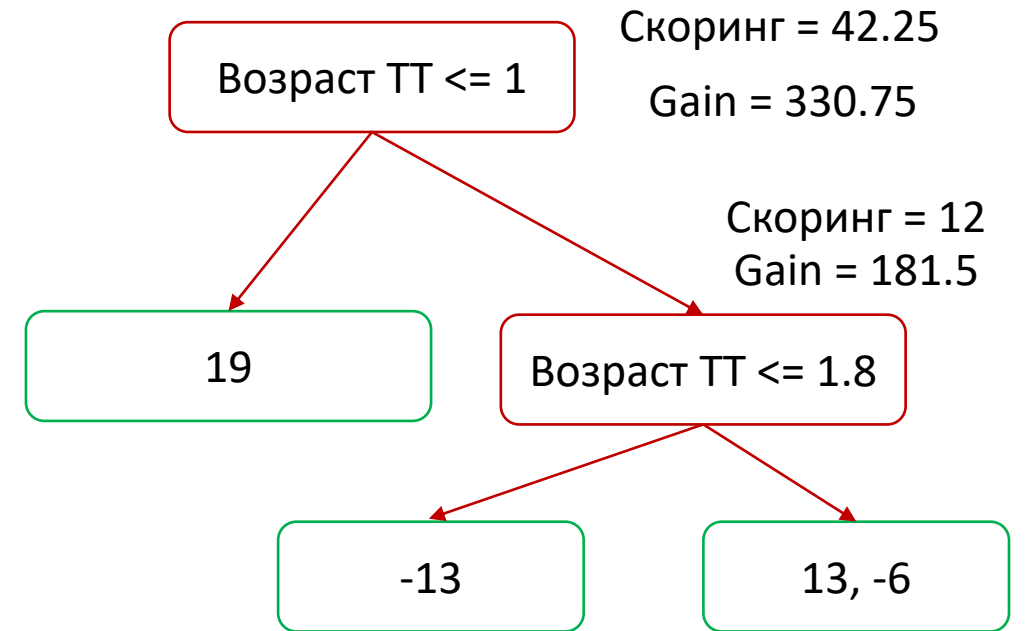 Скоринг = 42.25
Возраст ТТ <= 1
Gain = 330.75
Скоринг = 12
Gain = 181.5
19
Возраст ТТ <= 1.8
-13
13, -6